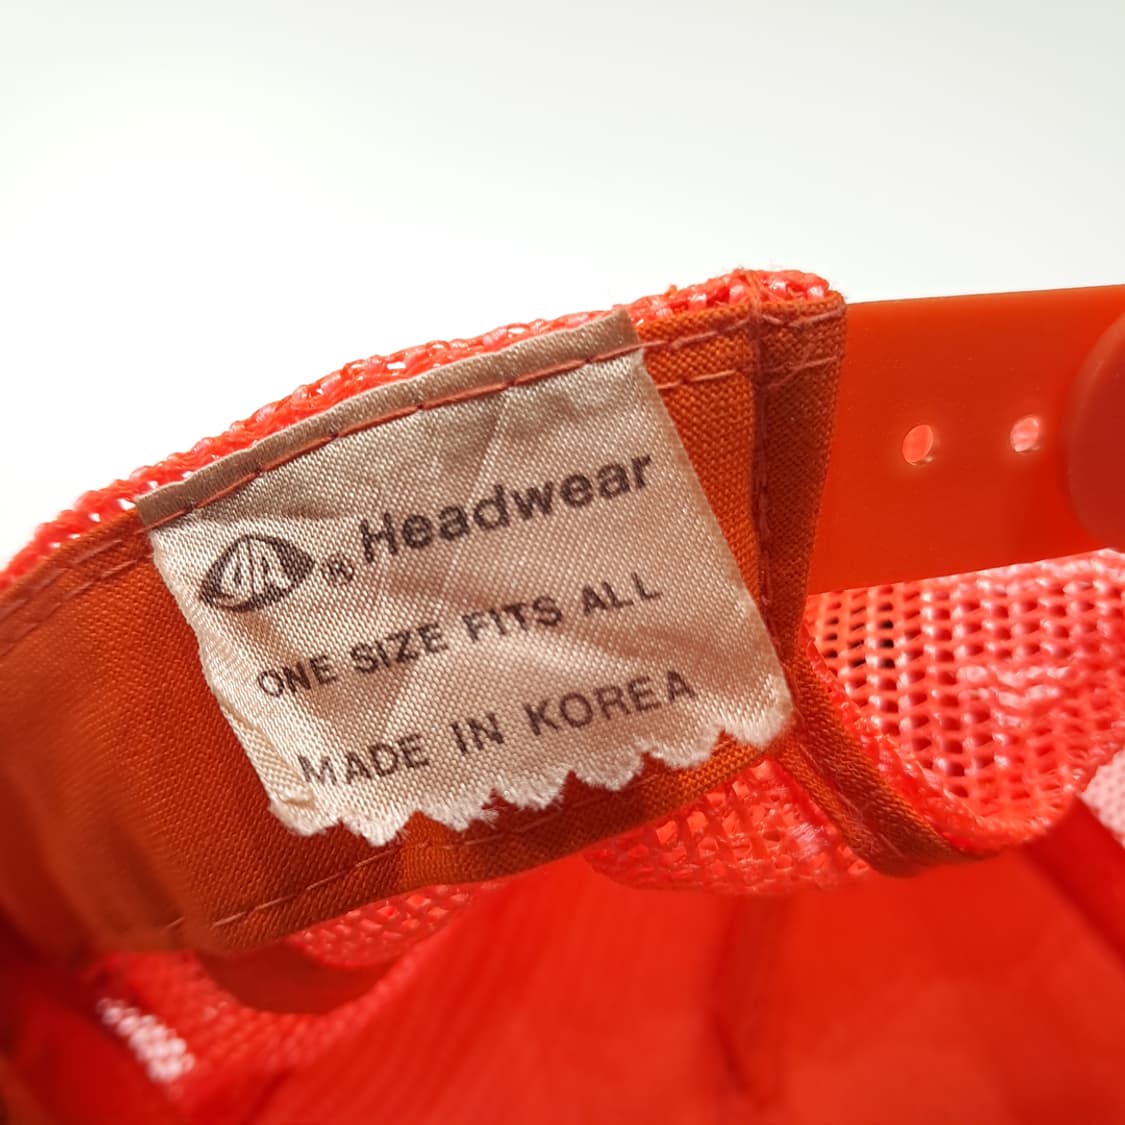 ® Headwear
ONE SIZE FITS ALL
MADE IN KOREA